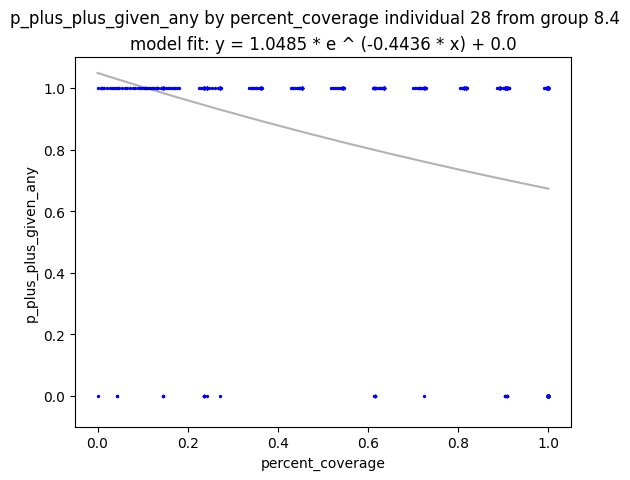 p_plus_plus_given_any by percent_coverage individual 28 from group 8.4
model fit: y = 1.0485 * e ^ (-0.4436 * x) + 0.0
1.0
0.8
0.6
0.4
0.2
0.0
p_plus_plus_given_any
0.0 0.2 0.4 0.6 0.8 1.0
percent_coverage